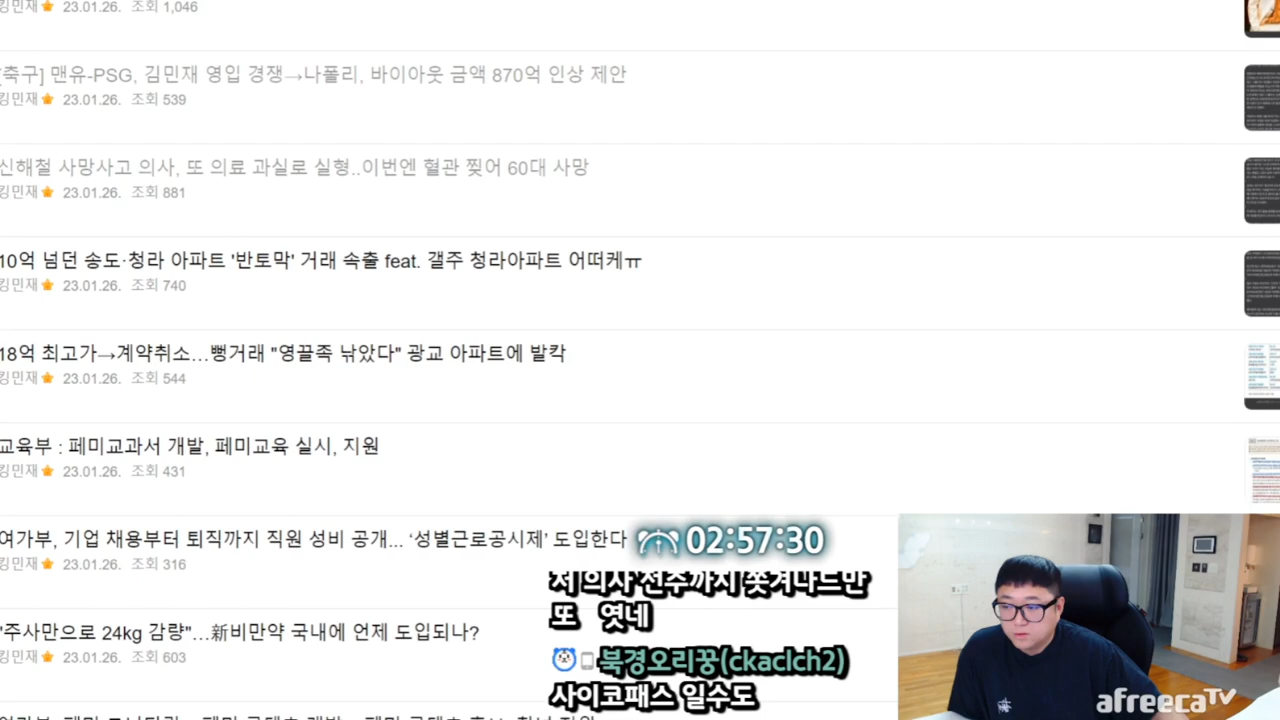 킹민재 23.01.26. 조회 1,046
[축구] 맨유-PSG, 김민재 영입 경쟁→나폴리, 바이아웃 금액 870억 인상 제안
킹민재 23.01.26. 조회 539
신해철 사망사고 의사, 또 의료 과실로 실형..이번엔 혈관 찢어 60대 사망
킹민재 23.01.26. 조회 881
10억 넘던 송도·청라 아파트 '반토막' 거래 속출 feat. 갤주 청라아파트 어떠케ㅠ
킹민재 23.01.26. 조회 740
18억 최고가→계약취소…뻥거래 "영끌족 낚았다" 광교 아파트에 발칵
킹민재 23.01.26. 조회 544
교육부 : 페미교과서 개발, 페미교육 실시, 지원
킹민재 23.01.26. 조회 431
여가부, 기업 채용부터 퇴직까지 직원 성비 공개... ‘성별근로공시제’ 도입한다
킹민재 23.01.26. 조회 316
02:57:30
저 의사 전주까지 쫓겨나드만
또 엿네
북경오리꿍(ckaclch2)
사이코패스 일수도
"주사만으로 24kg 감량"…新비만약 국내에 언제 도입되나?
킹민재 23.01.26. 조회 603
afreecaTV